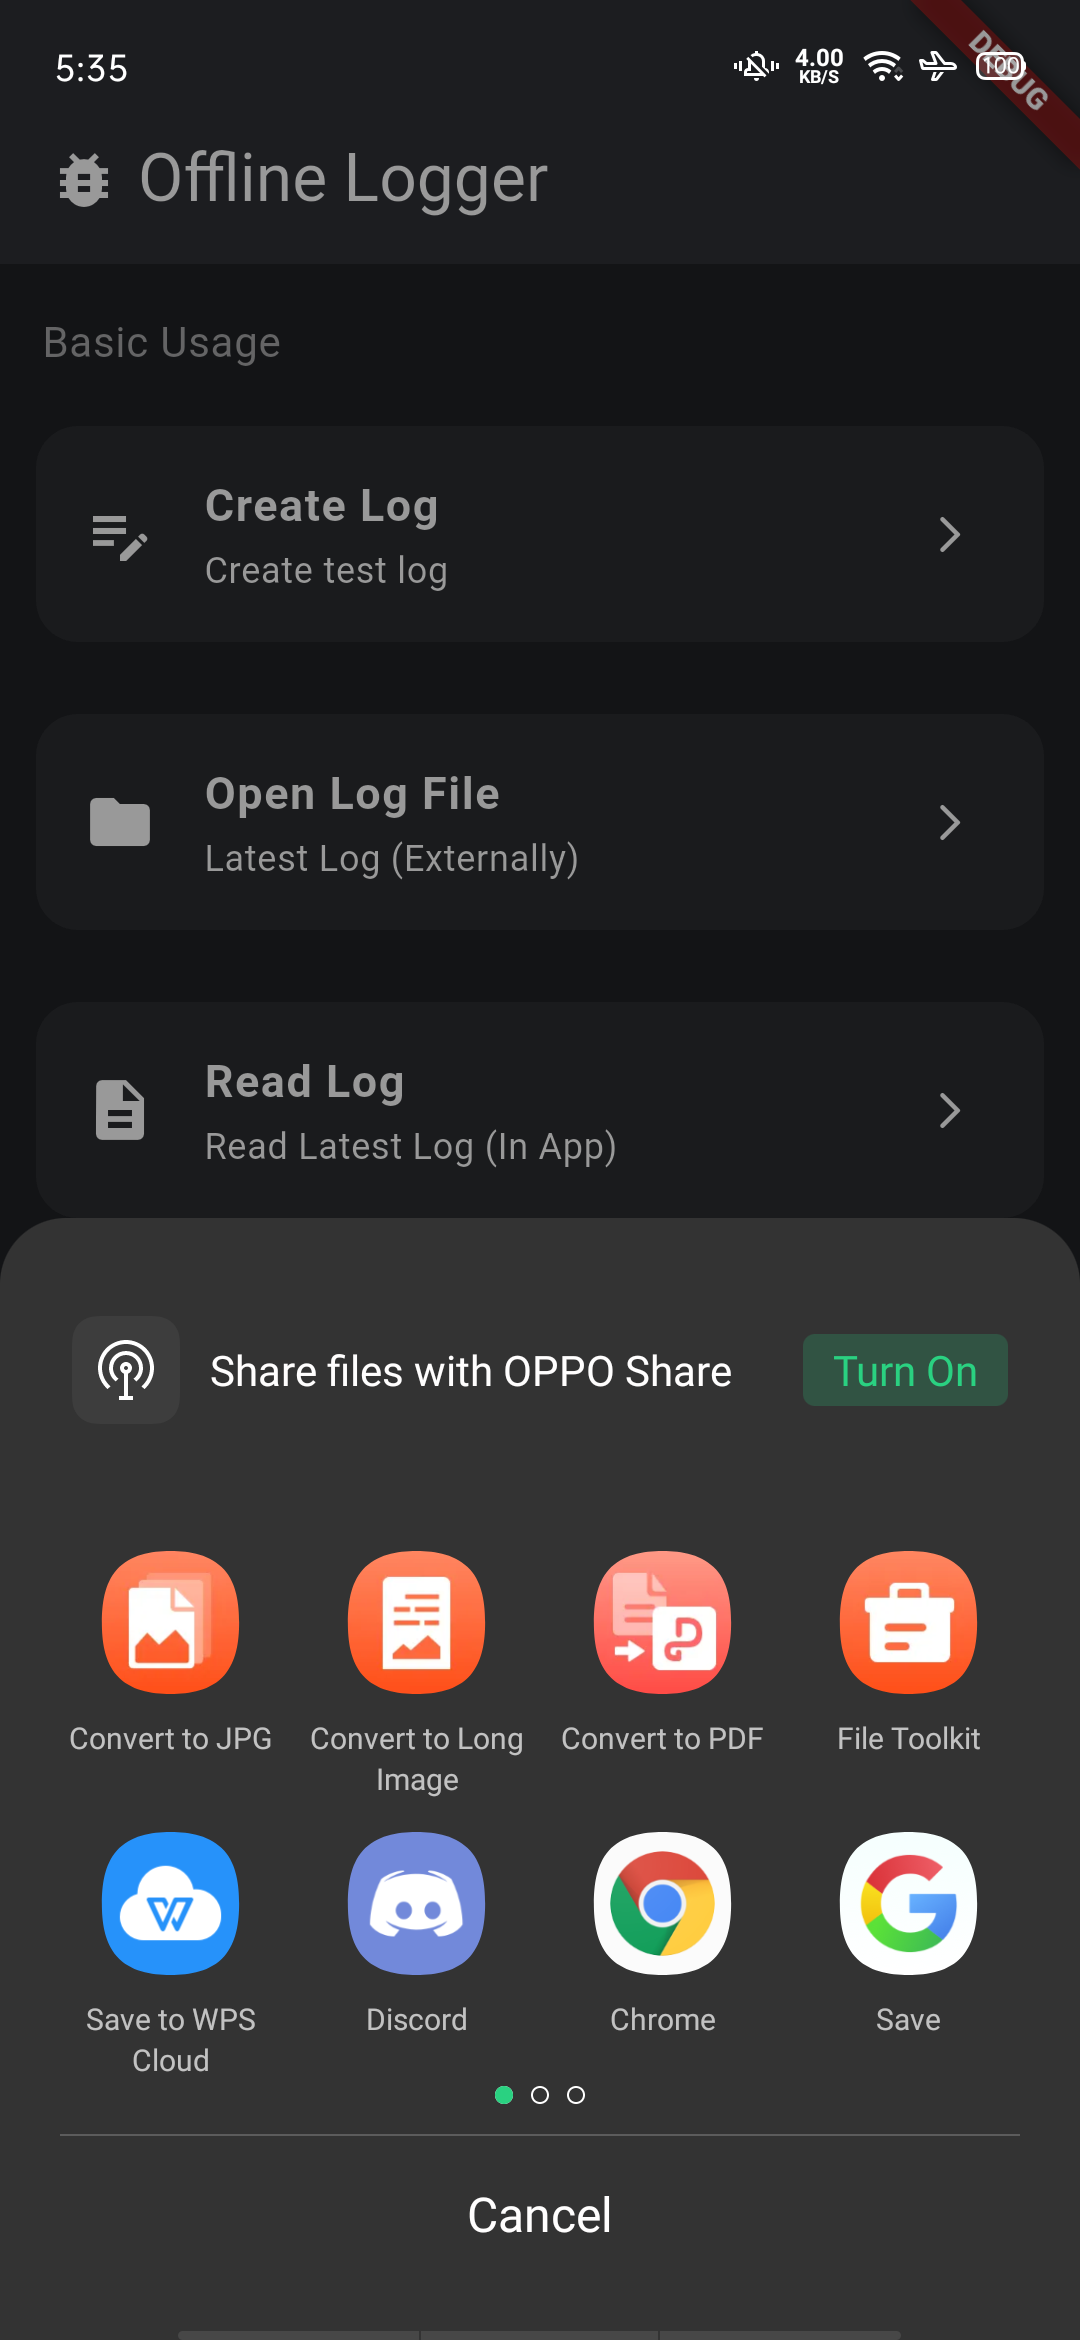 5:35
4.00
KB/S
100
DEBUG
Offline Logger
Basic Usage
Create Log
Create test log
Open Log File
Latest Log (Externally)
Read Log
Read Latest Log (In App)
Share files with OPPO Share
Turn On
Convert to JPG
Convert to Long
Image
Convert to PDF
File Toolkit
Save to WPS
Cloud
Discord
Chrome
Save
Cancel